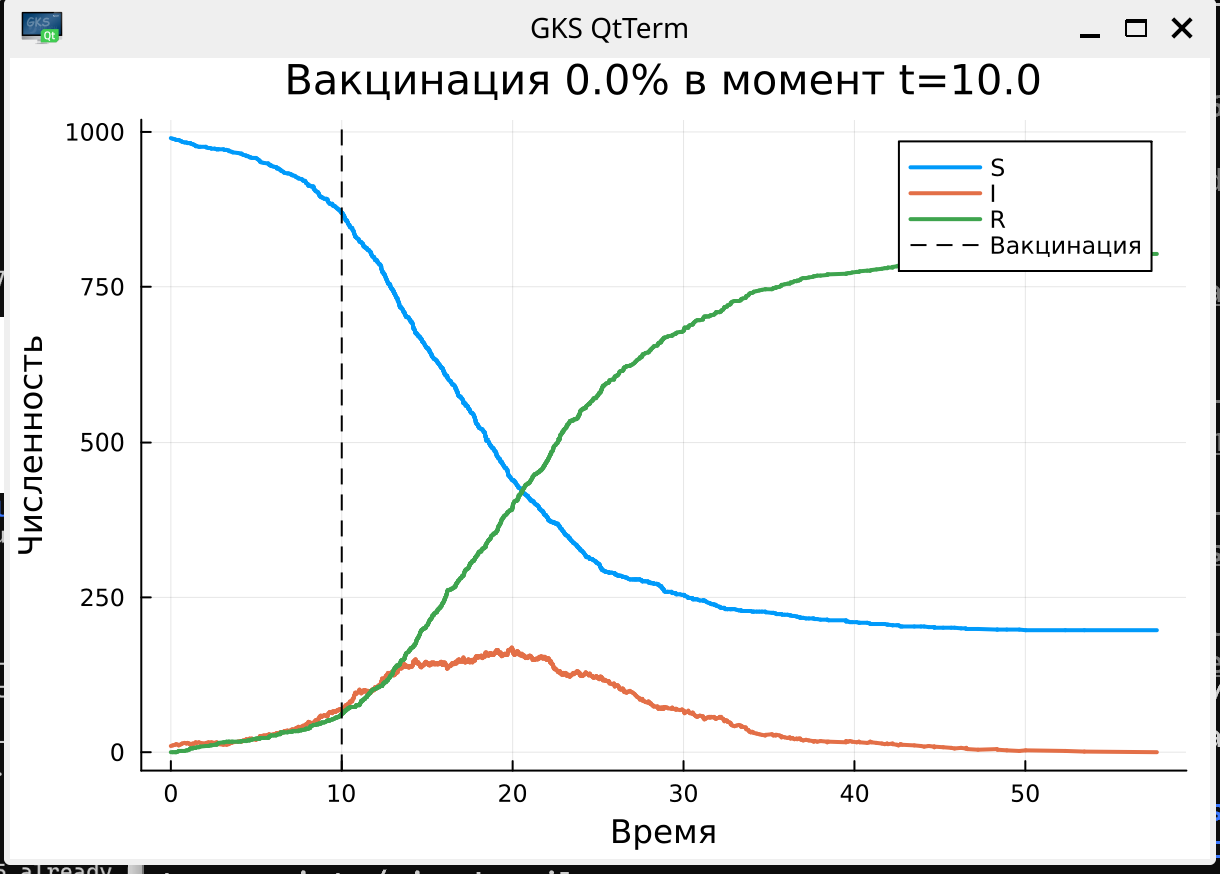 GKS QtTerm
Вакцинация 0.0% в момент t=10.0
1000
750
500
250
0
Численность
S
I
R
Вакцинация
0 10 20 30 40 50
Время
already